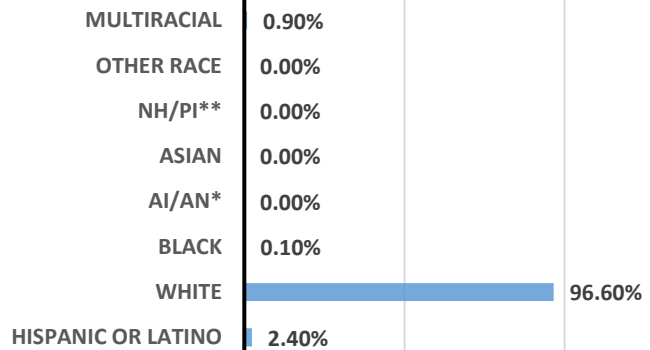 MULTIRACIAL 0.90%
OTHER RACE 0.00%
NH/PI** 0.00%
ASIAN 0.00%
AI/AN* 0.00%
BLACK 0.10%
WHITE 96.60%
HISPANIC OR LATINO 2.40%